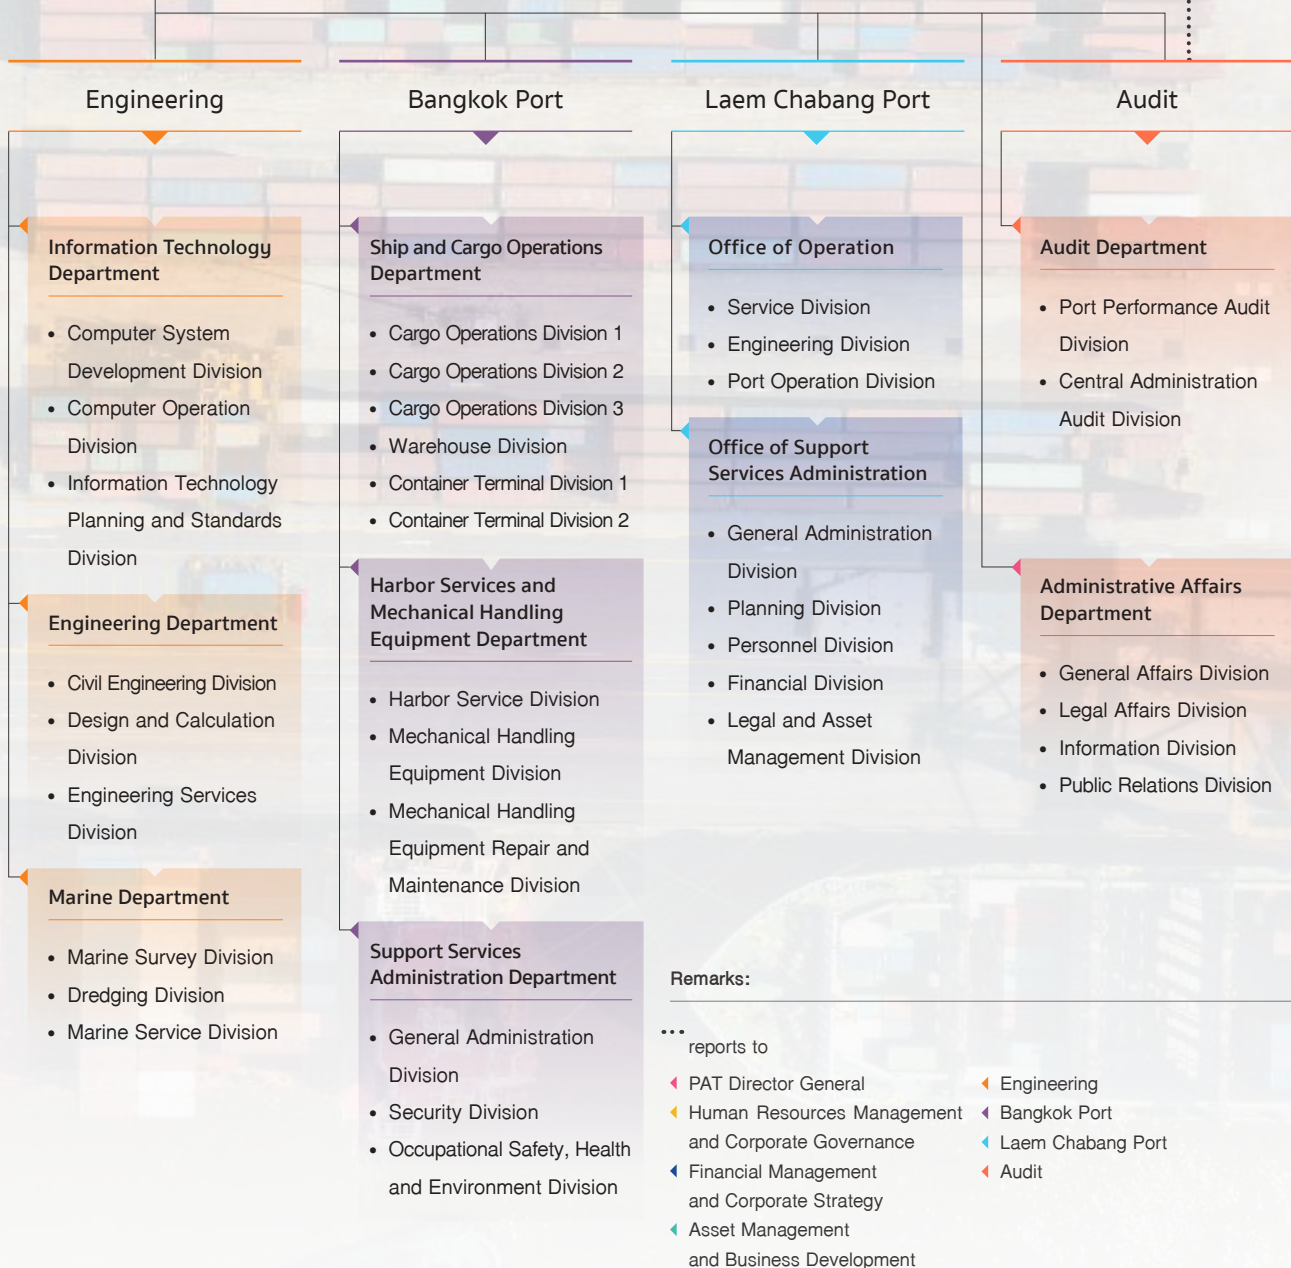 Engineering
Information Technology
Department
• Computer System
Development Division
• Computer Operation
Division
• Information Technology
Planning and Standards
Division
Engineering Department
• Civil Engineering Division
• Design and Calculation
Division
• Engineering Services
Division
Marine Department
• Marine Survey Division
• Dredging Division
• Marine Service Division
Bangkok Port
Ship and Cargo Operations
Department
• Cargo Operations Division 1
• Cargo Operations Division 2
• Cargo Operations Division 3
• Warehouse Division
• Container Terminal Division 1
• Container Terminal Division 2
Harbor Services and
Mechanical Handling
Equipment Department
• Harbor Service Division
• Mechanical Handling
Equipment Division
• Mechanical Handling
Equipment Repair and
Maintenance Division
Support Services
Administration Department
• General Administration
Division
• Security Division
• Occupational Safety, Health
and Environment Division
Laem Chabang Port
Office of Operation
• Service Division
• Engineering Division
• Port Operation Division
Office of Support
Services Administration
• General Administration
Division
• Planning Division
• Personnel Division
• Financial Division
• Legal and Asset
Management Division
Audit
Audit Department
• Port Performance Audit
Division
• Central Administration
Audit Division
Administrative Affairs
Department
• General Affairs Division
• Legal Affairs Division
• Information Division
• Public Relations Division
Remarks:
... reports to
PAT Director General
Human Resources Management
and Corporate Governance
Financial Management
and Corporate Strategy
Asset Management
and Business Development
Engineering
Bangkok Port
Laem Chabang Port
Audit